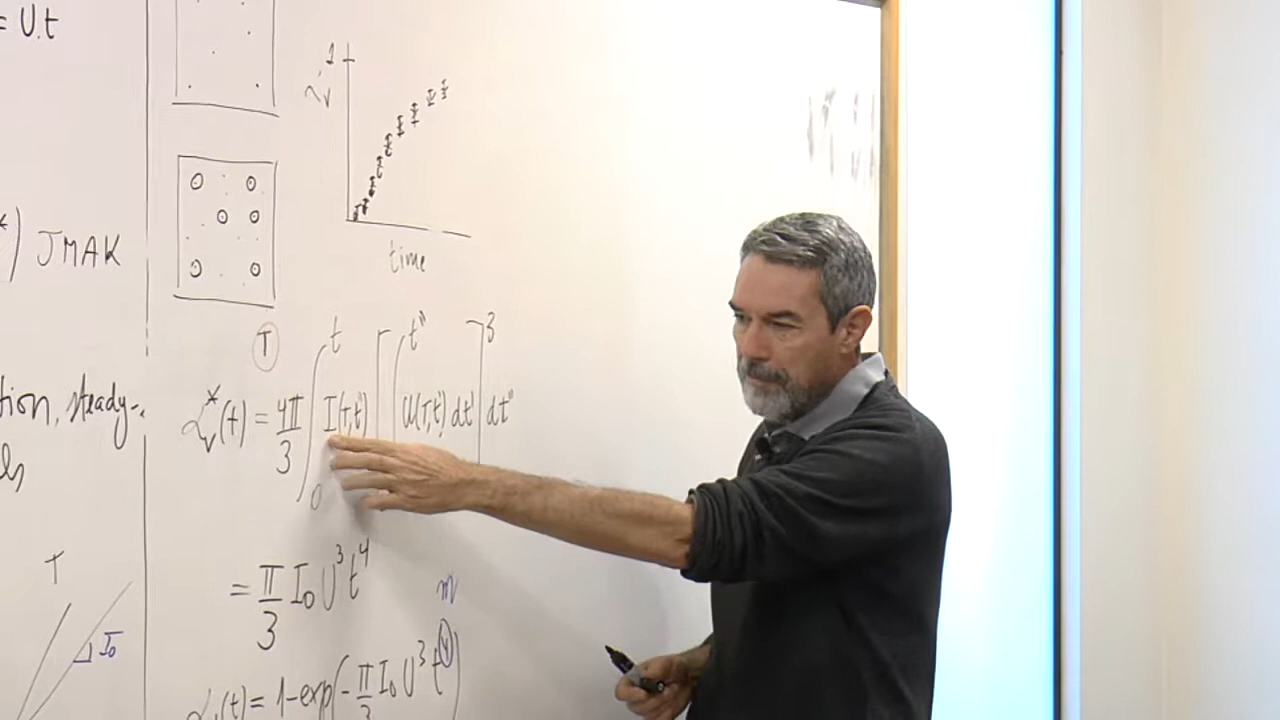 = U.t
*) JMAK
tion, steady-
T
I₀
1
α'ᵥ
time
T
α*ᵥ(t) = 4π/3 ∫₀ᵗ I(T,t') [∫ᵗ'' U(T,t') dt']³ dt''
= π/3 I₀ U³ t⁴
m
αᵥ(t) = 1-exp(-π/3 I₀ U³ t⁴)